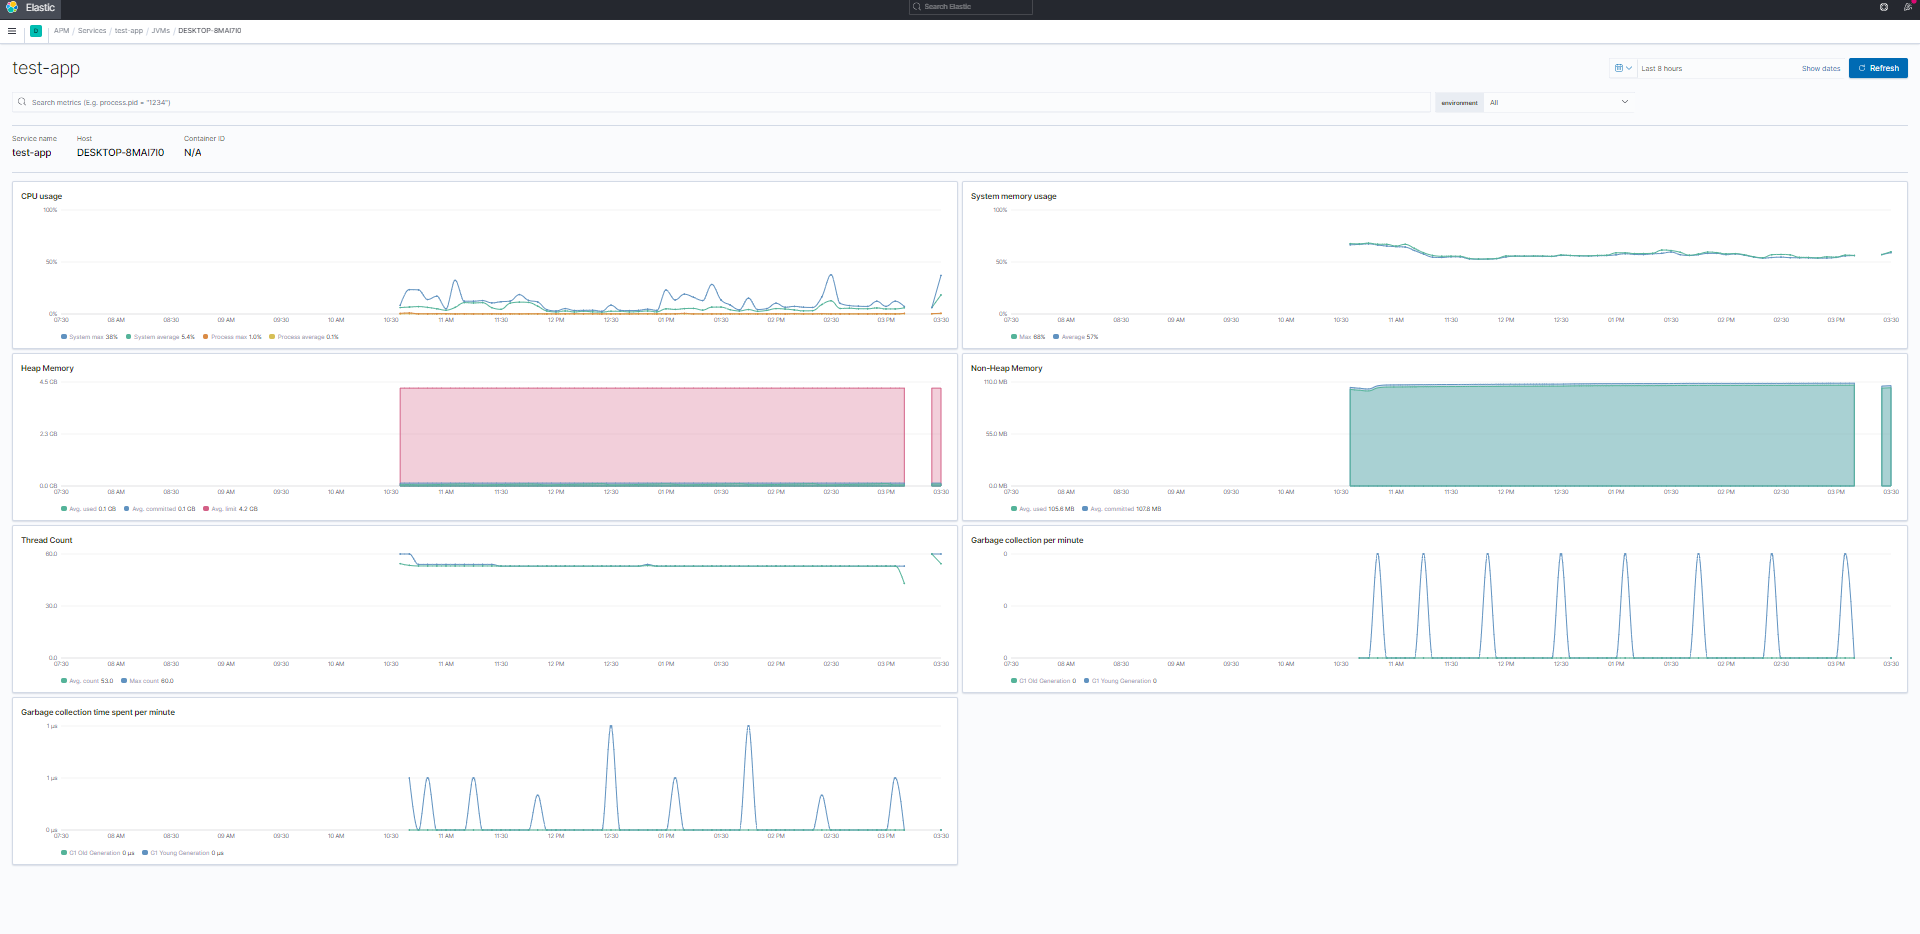 Elastic
Search Elastic
D APM / Services / test-app / JVMs / DESKTOP-8MAI7I0
test-app
Last 8 hours Show dates Refresh
Search metrics (E.g. process.pid = "1234") environment All
Service name Host Container ID
test-app DESKTOP-8MAI7I0 N/A
CPU usage
100%
50%
0%
07:30 08 AM 08:30 09 AM 09:30 10 AM 10:30 11 AM 11:30 12 PM 12:30 01 PM 01:30 02 PM 02:30 03 PM 03:30
System max 38% System average 5.4% Process max 1.0% Process average 0.1%
System memory usage
100%
50%
0%
07:30 08 AM 08:30 09 AM 09:30 10 AM 10:30 11 AM 11:30 12 PM 12:30 01 PM 01:30 02 PM 02:30 03 PM 03:30
Max 68% Average 57%
Heap Memory
4.5 GB
2.3 GB
0.0 GB
07:30 08 AM 08:30 09 AM 09:30 10 AM 10:30 11 AM 11:30 12 PM 12:30 01 PM 01:30 02 PM 02:30 03 PM 03:30
Avg. used 0.1 GB Avg. committed 0.1 GB Avg. limit 4.2 GB
Non-Heap Memory
110.0 MB
55.0 MB
0.0 MB
07:30 08 AM 08:30 09 AM 09:30 10 AM 10:30 11 AM 11:30 12 PM 12:30 01 PM 01:30 02 PM 02:30 03 PM 03:30
Avg. used 105.6 MB Avg. committed 107.8 MB
Thread Count
60.0
30.0
0.0
07:30 08 AM 08:30 09 AM 09:30 10 AM 10:30 11 AM 11:30 12 PM 12:30 01 PM 01:30 02 PM 02:30 03 PM 03:30
Avg. count 53.0 Max count 60.0
Garbage collection per minute
0
0
0
07:30 08 AM 08:30 09 AM 09:30 10 AM 10:30 11 AM 11:30 12 PM 12:30 01 PM 01:30 02 PM 02:30 03 PM 03:30
G1 Old Generation 0 G1 Young Generation 0
Garbage collection time spent per minute
1 μs
1 μs
0 μs
07:30 08 AM 08:30 09 AM 09:30 10 AM 10:30 11 AM 11:30 12 PM 12:30 01 PM 01:30 02 PM 02:30 03 PM 03:30
G1 Old Generation 0 μs G1 Young Generation 0 μs